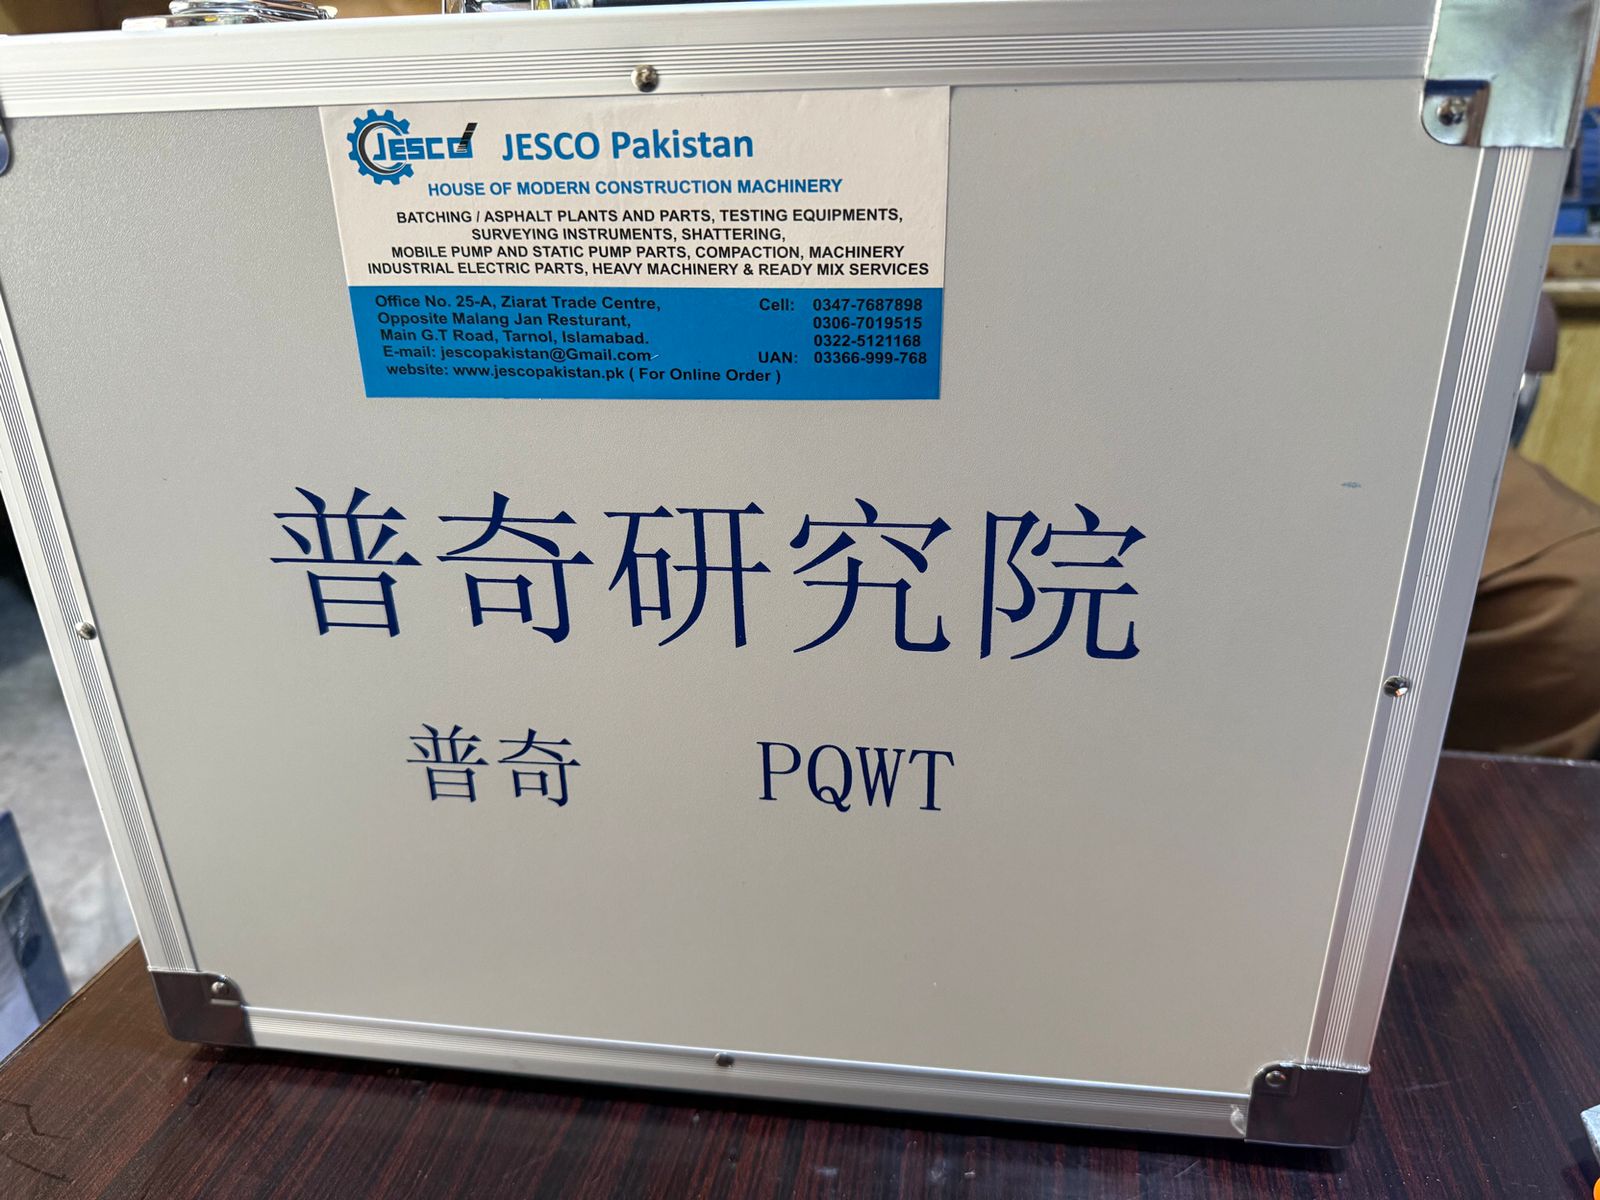 JESCO JESCO Pakistan
HOUSE OF MODERN CONSTRUCTION MACHINERY
BATCHING / ASPHALT PLANTS AND PARTS, TESTING EQUIPMENTS,
SURVEYING INSTRUMENTS, SHATTERING,
MOBILE PUMP AND STATIC PUMP PARTS, COMPACTION, MACHINERY
INDUSTRIAL ELECTRIC PARTS, HEAVY MACHINERY & READY MIX SERVICES
Office No. 25-A, Ziarat Trade Centre, Cell: 0347-7687898
Opposite Malang Jan Resturant, 0306-7019515
Main G.T Road, Tarnol, Islamabad. 0322-5121168
E-mail: jescopakistan@Gmail.com UAN: 03366-999-768
website: www.jescopakistan.pk ( For Online Order )
普奇研究院
普奇 PQWT